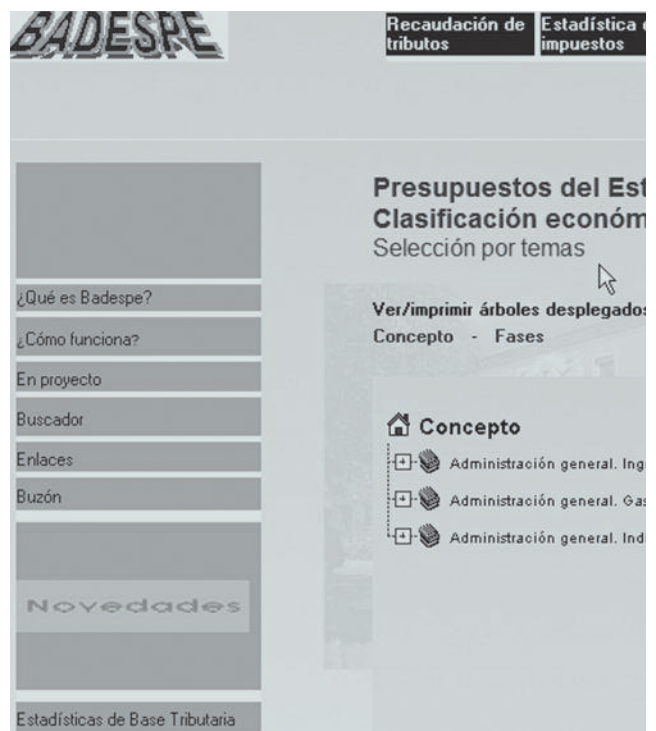 BADESPE
Recaudación de
tributos
Estadística
impuestos
¿Qué es Badespe?
¿Cómo funciona?
En proyecto
Buscador
Enlaces
Buzón
Novedades
Estadísticas de Base Tributaria
Presupuestos del Est
Clasificación económ
Selección por temas
Ver/imprimir árboles desplegados
Concepto - Fases
Concepto
Administración general. Ing
Administración general. Gas
Administración general. Indi